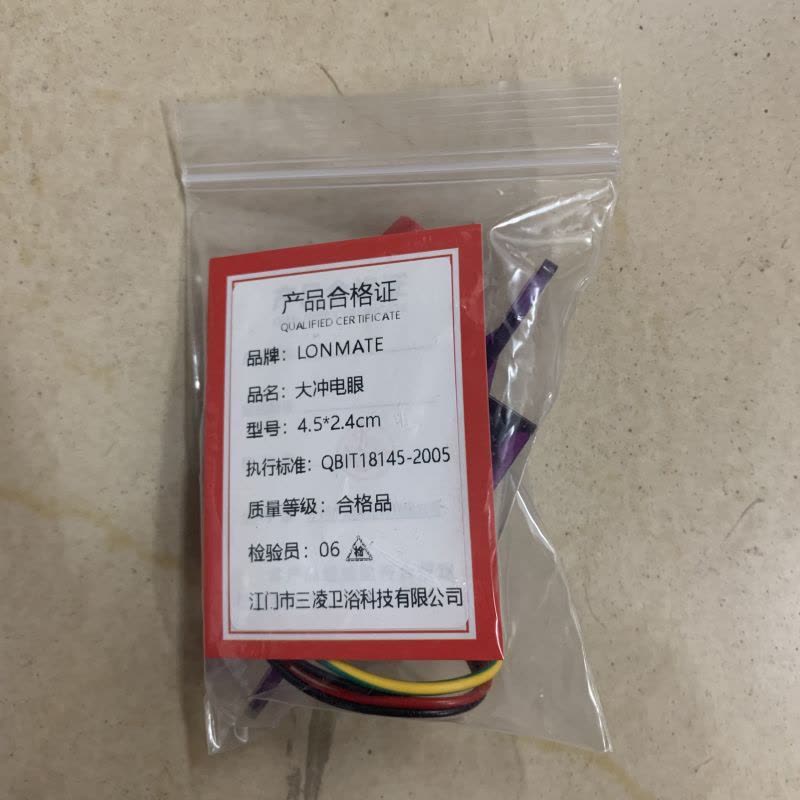 产品合格证
QUALIFIED CERTIFICATE
品牌：LONMATE
品名：大冲电眼
型号：4.5*2.4cm
执行标准：QBIT18145-2005
质量等级：合格品
检验员：06 检
江门市三凌卫浴科技有限公司